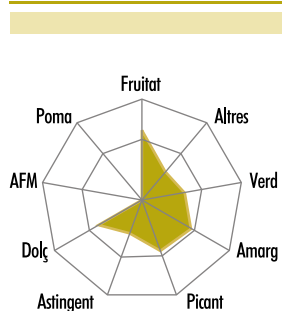 Fruitat
Poma
Altres
AFM
Verd
Dolç
Amarg
Astingent
Picant